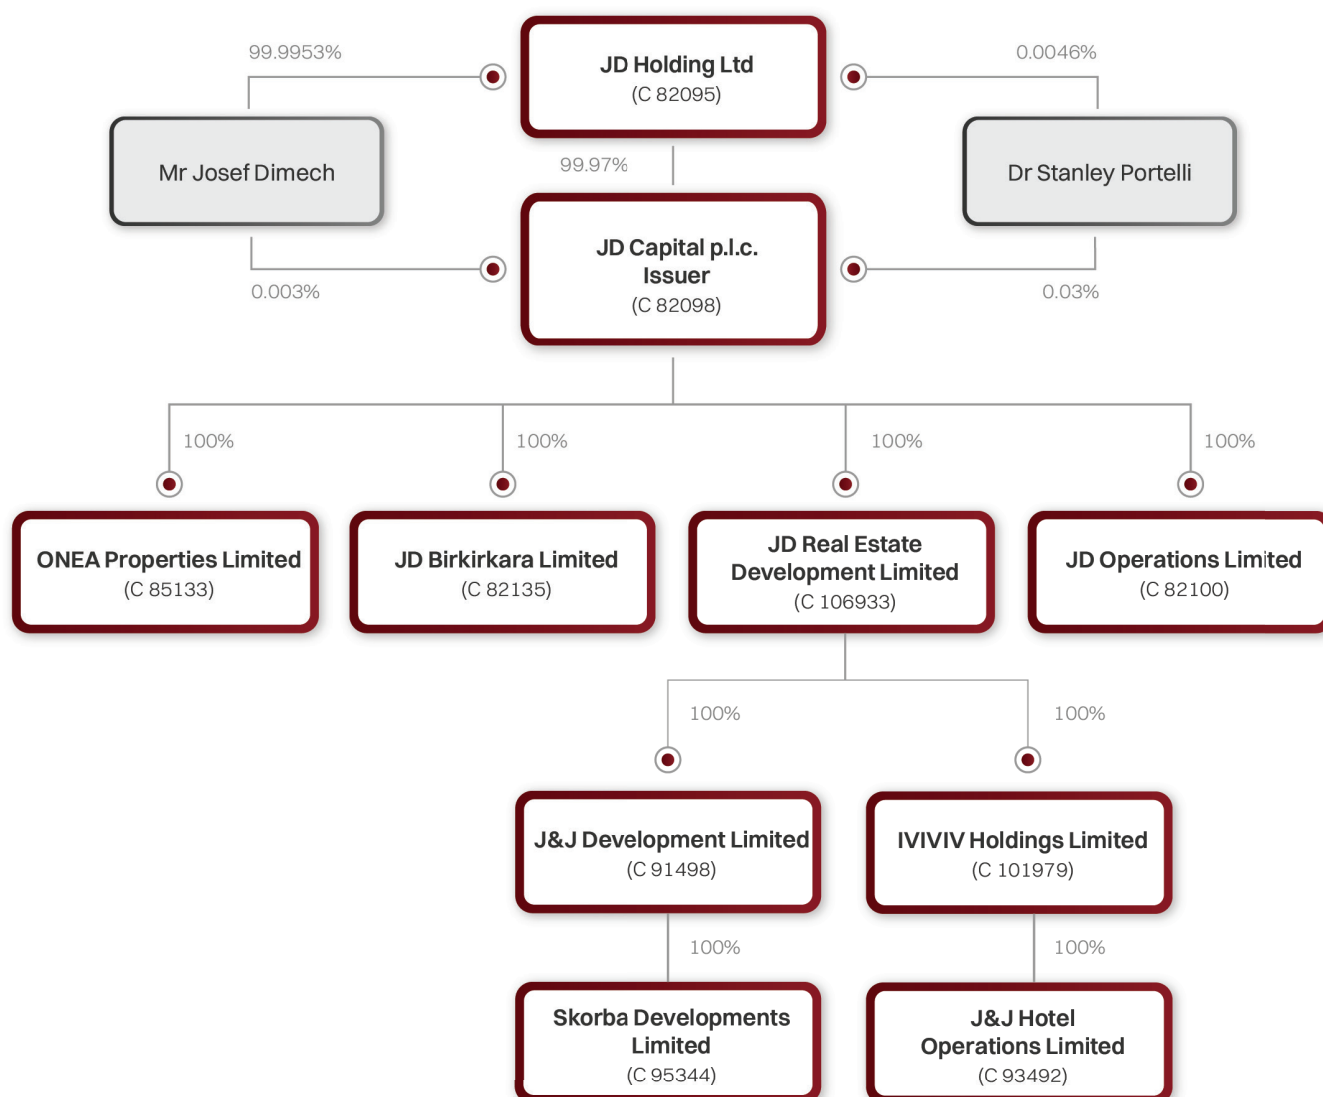 99.9953%
JD Holding Ltd
(C 82095)
0.0046%
Mr Josef Dimech
99.97%
Dr Stanley Portelli
JD Capital p.l.c.
Issuer
(C 82098)
0.003%
0.03%
100%
100%
100%
100%
ONEA Properties Limited
(C 85133)
JD Birkirkara Limited
(C 82135)
JD Real Estate
Development Limited
(C 106933)
JD Operations Limited
(C 82100)
100%
100%
J&J Development Limited
(C 91498)
IVIVIV Holdings Limited
(C 101979)
100%
100%
Skorba Developments
Limited
(C 95344)
J&J Hotel
Operations Limited
(C 93492)